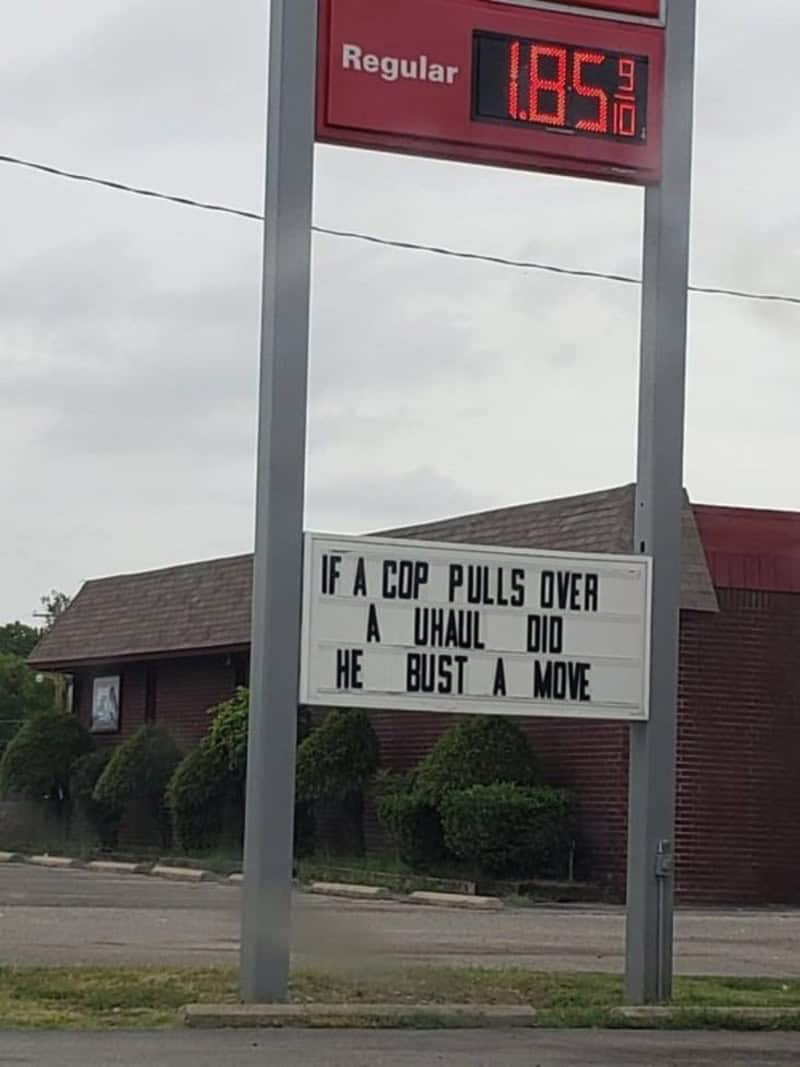 Regular 1.85 9/10
IF A COP PULLS OVER
A UHAUL DID
HE BUST A MOVE